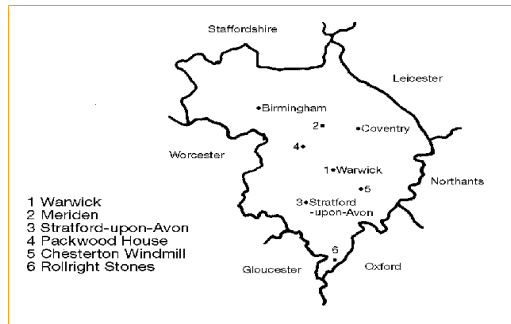 Staffordshire
Leicester
Birmingham
2
Coventry
4
Worcester
1 Warwick
Northants
5
3 Stratford
-upon-Avon
1 Warwick
2 Meriden
3 Stratford-upon-Avon
4 Packwood House
5 Chesterton Windmill
6 Rollright Stones
6
Gloucester
Oxford